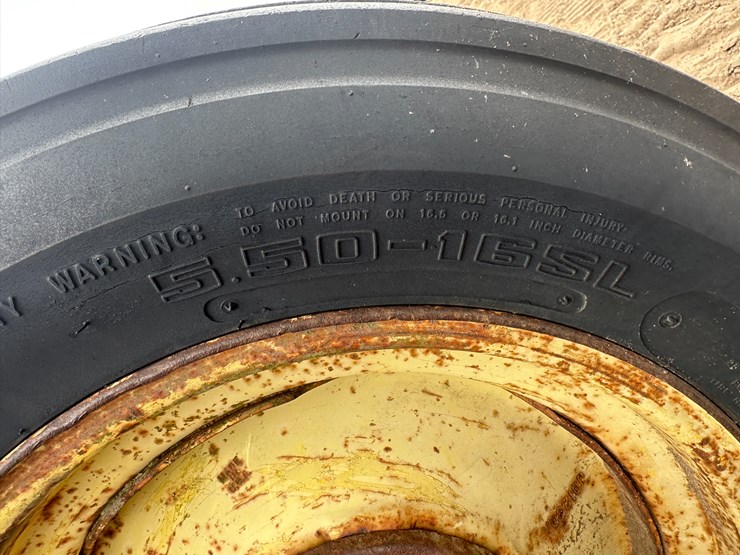 WARNING:
TO AVOID DEATH OR SERIOUS PERSONAL INJURY.
DO NOT MOUNT ON 16.5 OR 16.1 INCH DIAMETER RIMS.
5.50-16SL